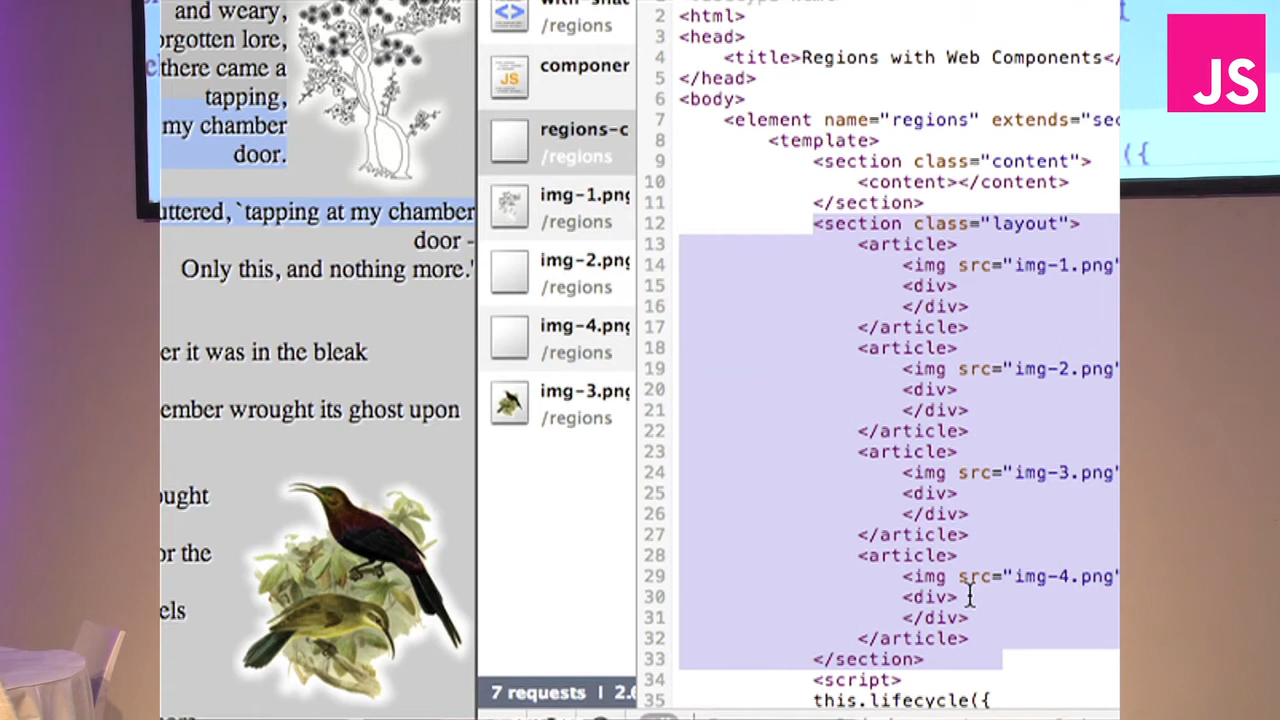 and weary,
orgotten lore,
there came a
tapping,
my chamber
door.
uttered, `tapping at my chamber
door -
Only this, and nothing more.'
er it was in the bleak
ember wrought its ghost upon
ought
or the
els
/regions
componer
JS
regions-c
/regions
img-1.png
/regions
img-2.png
/regions
img-4.png
/regions
img-3.png
/regions
7 requests | 2.6
2 <html>
3 <head>
4 <title>Regions with Web Components</
5 </head>
6 <body>
7 <element name="regions" extends="sec
8 <template>
9 <section class="content">
10 <content></content>
11 </section>
12 <section class="layout">
13 <article>
14 <img src="img-1.png"
15 <div>
16 </div>
17 </article>
18 <article>
19 <img src="img-2.png"
20 <div>
21 </div>
22 </article>
23 <article>
24 <img src="img-3.png"
25 <div>
26 </div>
27 </article>
28 <article>
29 <img src="img-4.png"
30 <div>
31 </div>
32 </article>
33 </section>
34 <script>
35 this.lifecycle({
JS
({